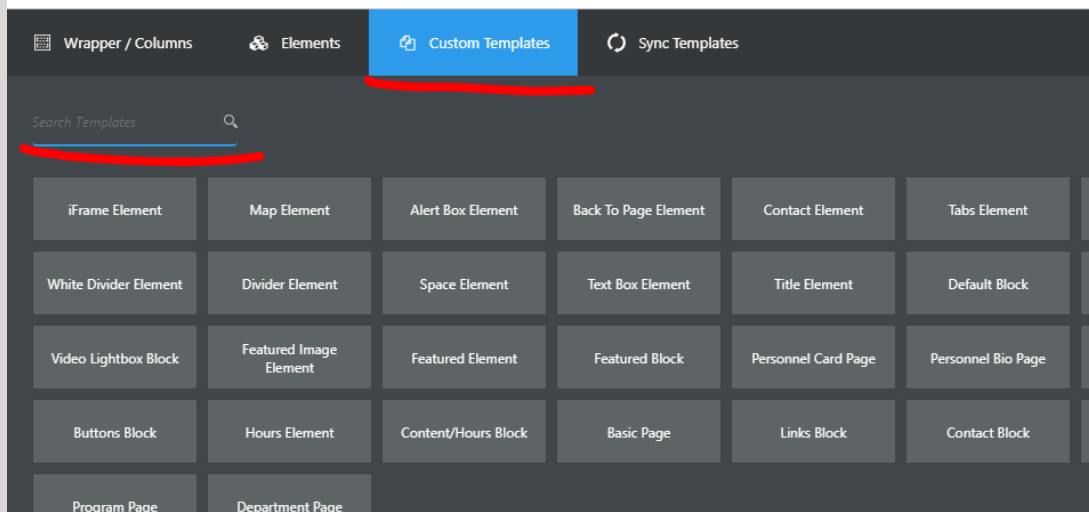 Wrapper / Columns
Elements
Custom Templates
Sync Templates
Search Templates
iFrame Element
Map Element
Alert Box Element
Back To Page Element
Contact Element
Tabs Element
White Divider Element
Divider Element
Space Element
Text Box Element
Title Element
Default Block
Video Lightbox Block
Featured Image
Element
Featured Element
Featured Block
Personnel Card Page
Personnel Bio Page
Buttons Block
Hours Element
Content/Hours Block
Basic Page
Links Block
Contact Block
Program Page
Department Page